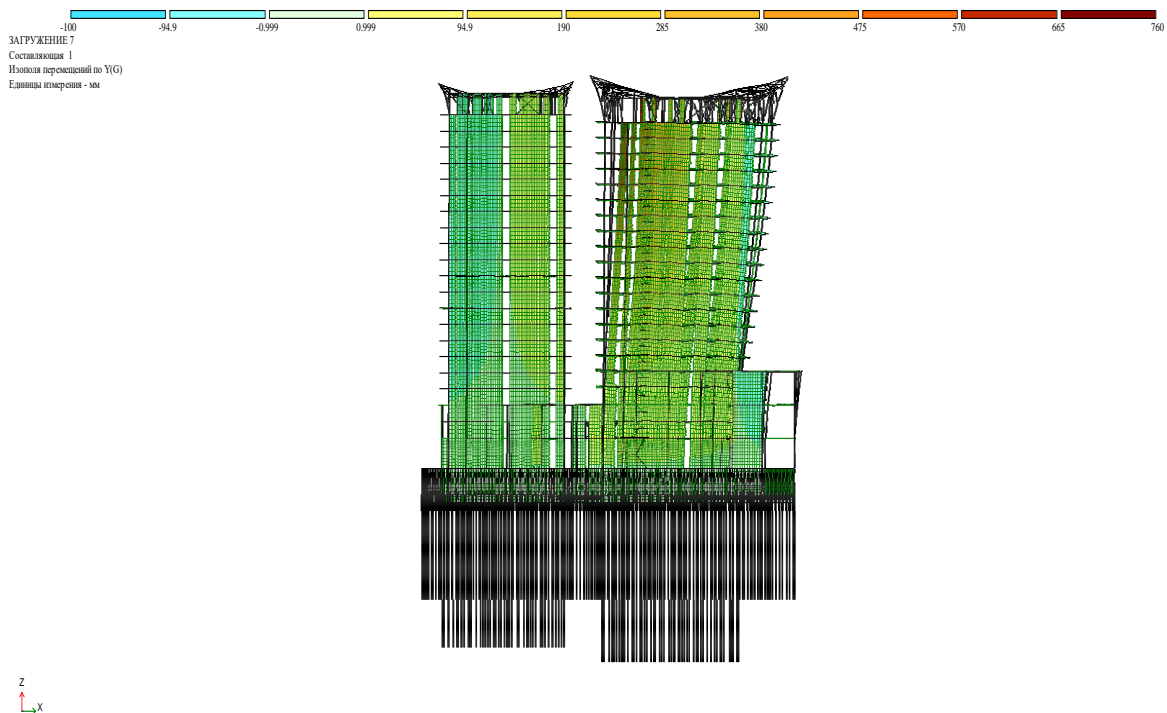 -100 -94.9 -0.999 0.999 94.9 190 285 380 475 570 665 760
ЗАГРУЖЕНИЕ 7
Составляющая 1
Изополя перемещений по Y(G)
Единицы измерения - мм
Z
X